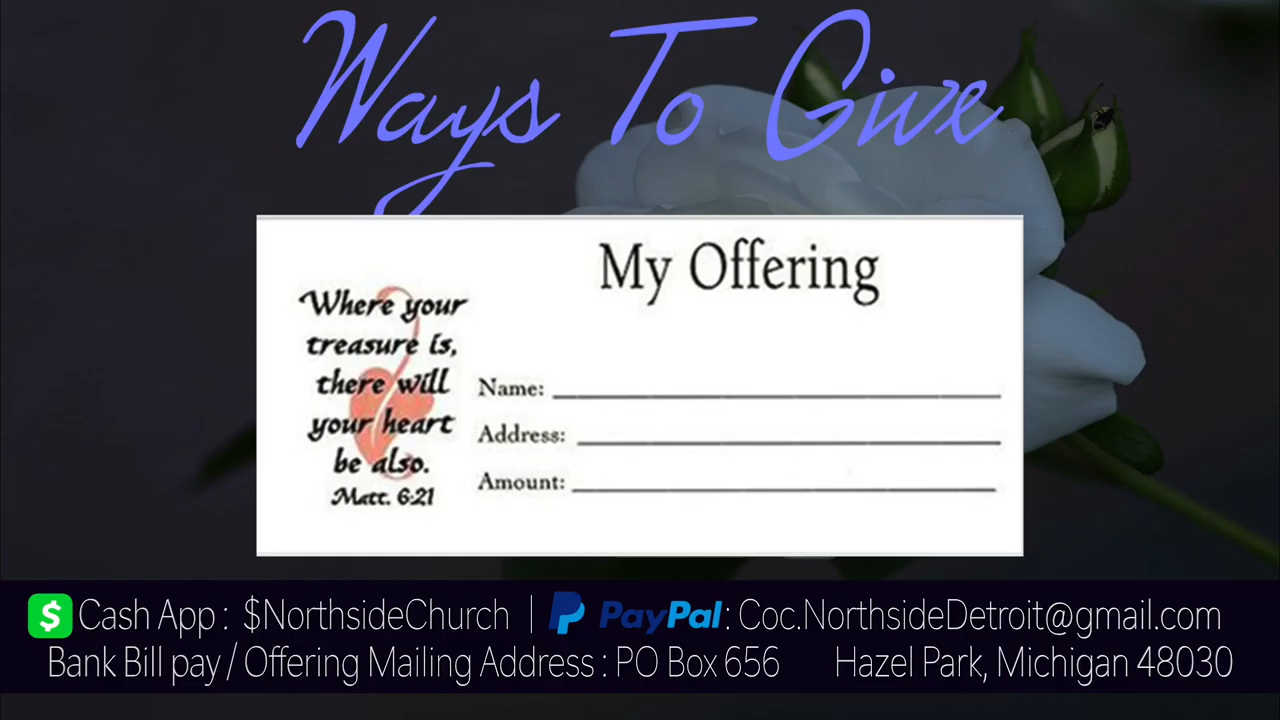 Ways To Give
My Offering
Where your
treasure is,
there will
your heart
be also.
Matt. 6:21
Name:
Address:
Amount:
$ Cash App : $NorthsideChurch | PayPal : Coc.NorthsideDetroit@gmail.com
Bank Bill pay / Offering Mailing Address : PO Box 656 Hazel Park, Michigan 48030